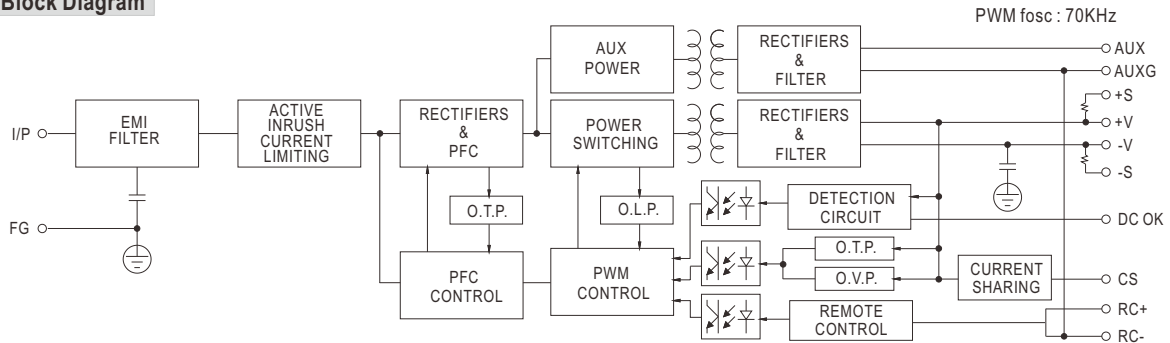 Block Diagram
PWM fosc : 70KHz
AUX
POWER
RECTIFIERS
&
FILTER
AUX
AUXG
+S
I/P
EMI
FILTER
ACTIVE
INRUSH
CURRENT
LIMITING
RECTIFIERS
&
PFC
POWER
SWITCHING
RECTIFIERS
&
FILTER
+V
-V
-S
O.T.P.
O.L.P.
DETECTION
CIRCUIT
DC OK
FG
PFC
CONTROL
PWM
CONTROL
O.T.P.
O.V.P.
CURRENT
SHARING
CS
REMOTE
CONTROL
RC+
RC-